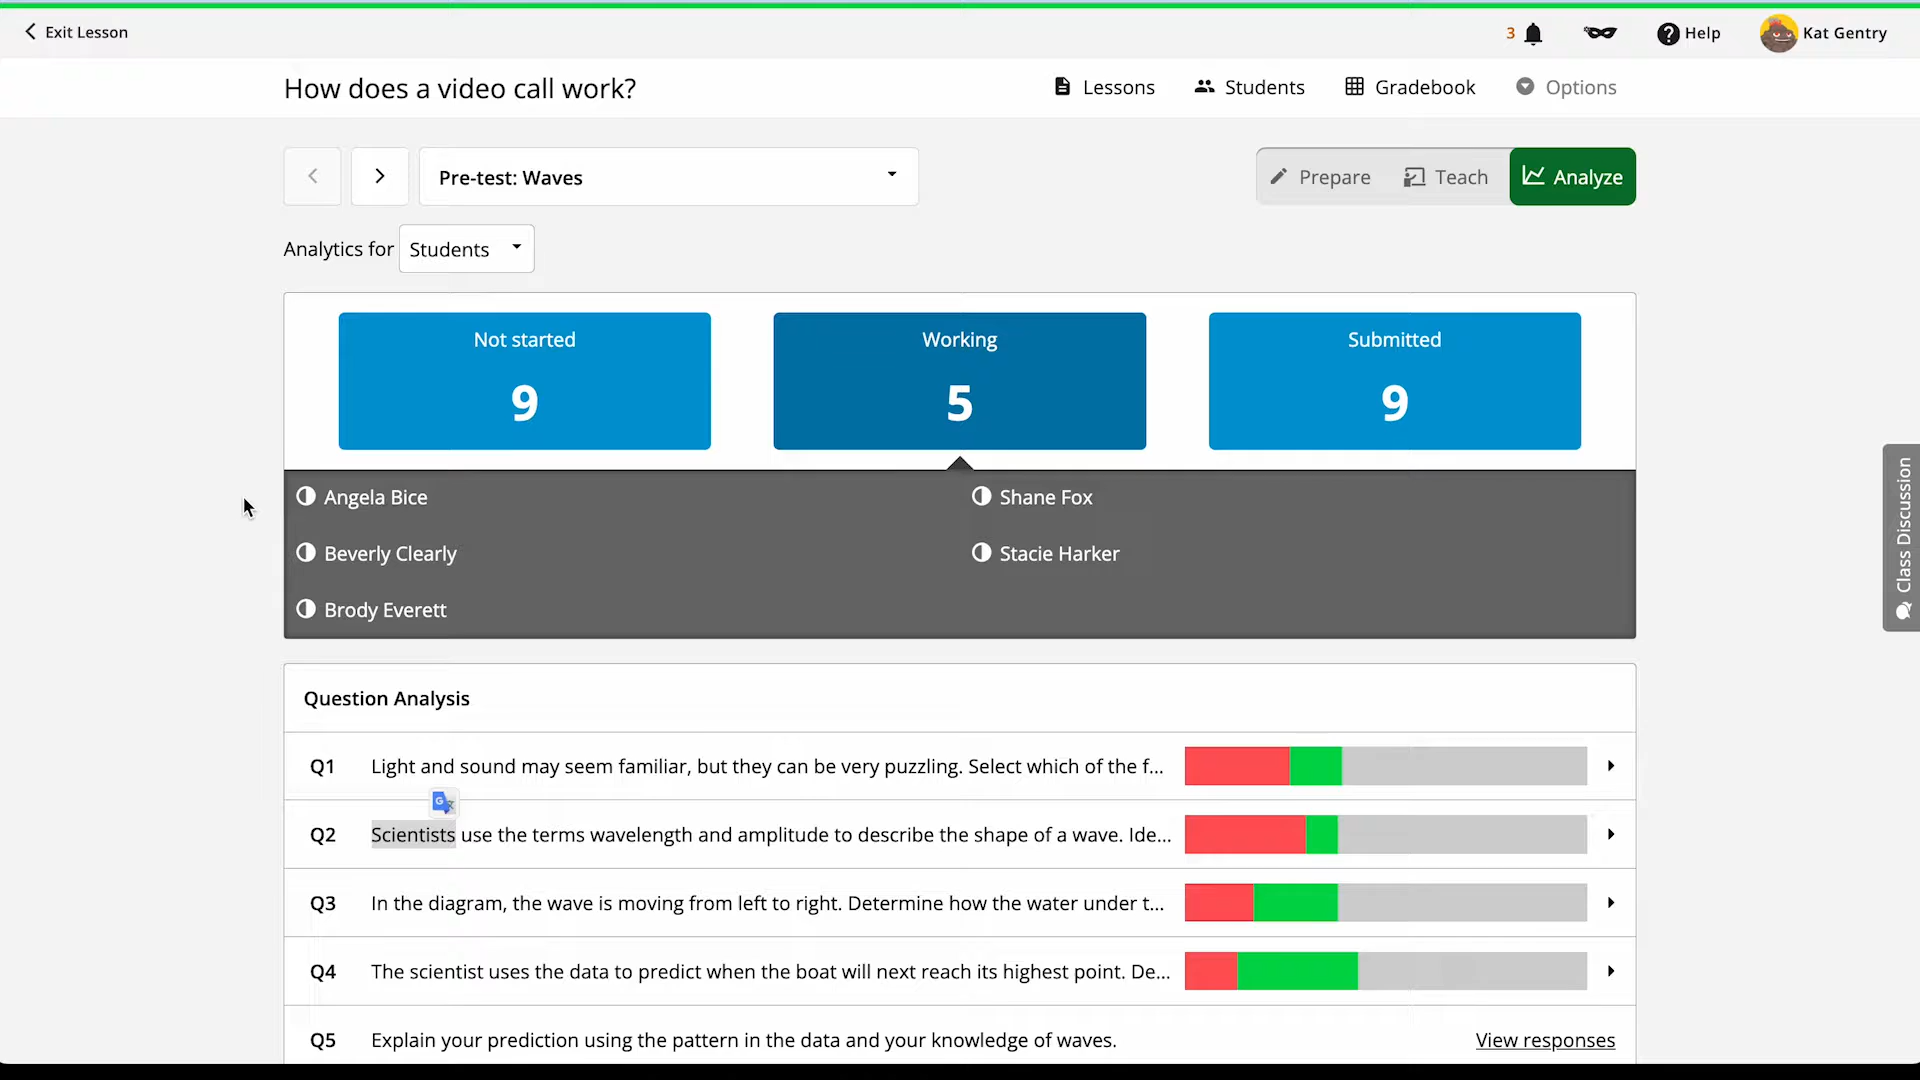 Exit Lesson
3
Help
Kat Gentry
How does a video call work?
Lessons
Students
Gradebook
Options
Pre-test: Waves
Prepare
Teach
Analyze
Analytics for Students
Not started
9
Working
5
Submitted
9
Angela Bice
Shane Fox
Beverly Clearly
Stacie Harker
Brody Everett
Class Discussion
Question Analysis
Q1 Light and sound may seem familiar, but they can be very puzzling. Select which of the f...
Q2 Scientists use the terms wavelength and amplitude to describe the shape of a wave. Ide...
Q3 In the diagram, the wave is moving from left to right. Determine how the water under t...
Q4 The scientist uses the data to predict when the boat will next reach its highest point. De...
Q5 Explain your prediction using the pattern in the data and your knowledge of waves. View responses